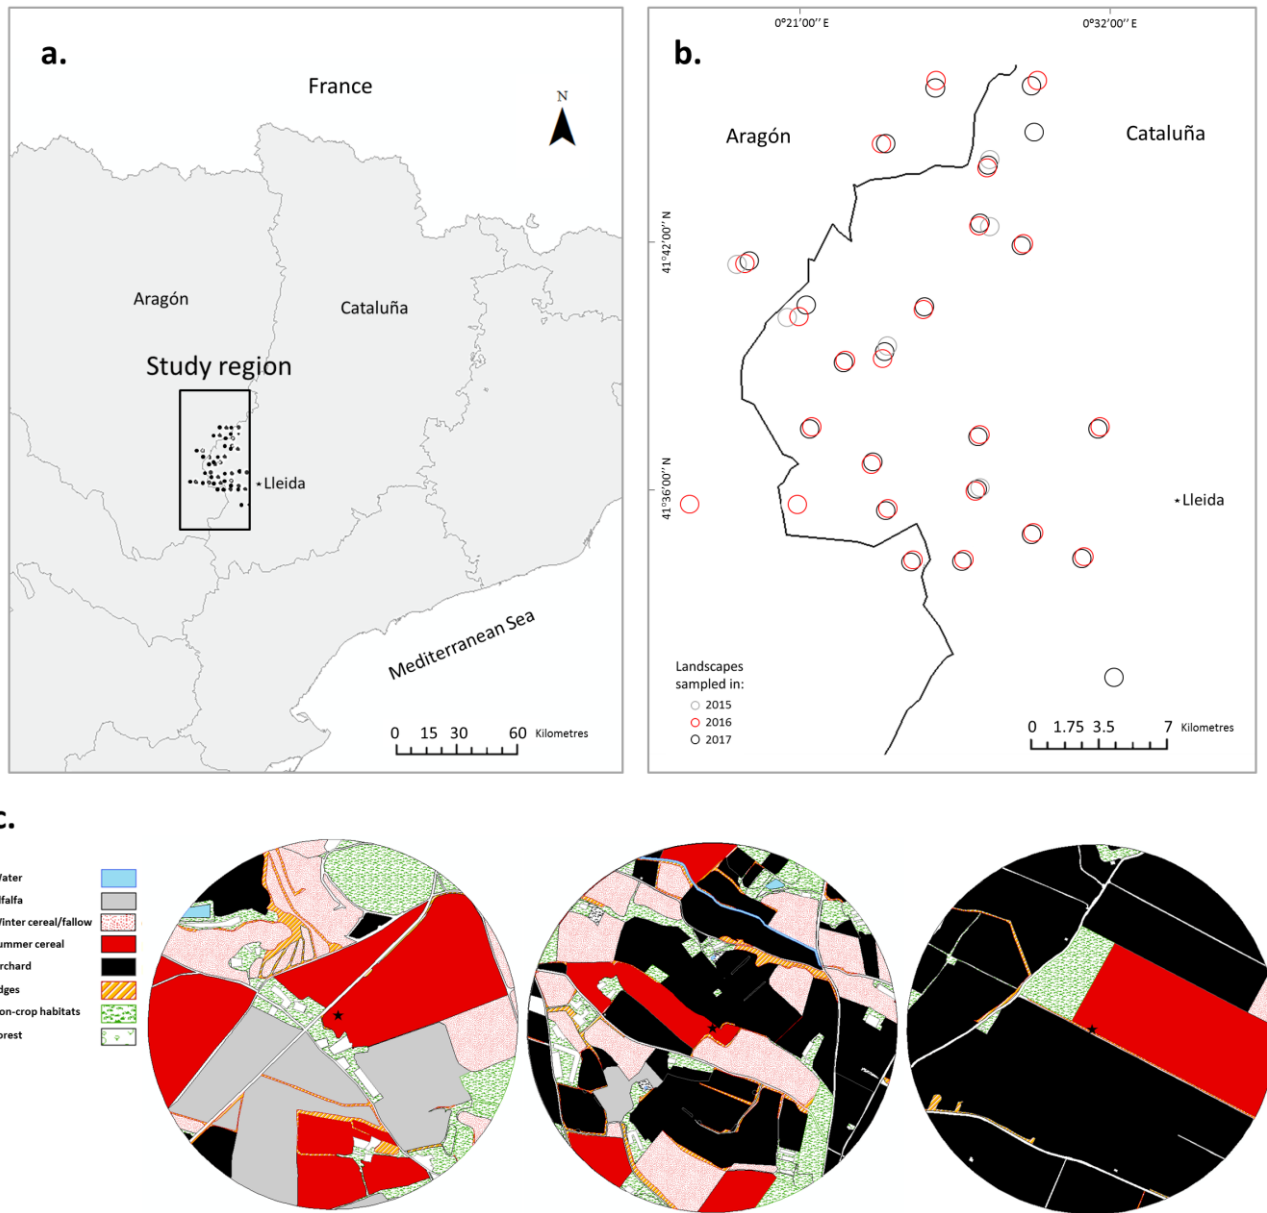 a.
France
N
Aragón
Cataluña
Study region
Lleida
Mediterranean Sea
0 15 30 60 Kilometres
b.
0°21'00'' E
0°32'00'' E
Aragón
Cataluña
41°42'00'' N
41°36'00'' N
Lleida
Landscapes
sampled in:
2015
2016
2017
0 1.75 3.5 7 Kilometres
c.
Water
lfalfa
Winter cereal/fallow
ummer cereal
rchard
dges
on-crop habitats
orest